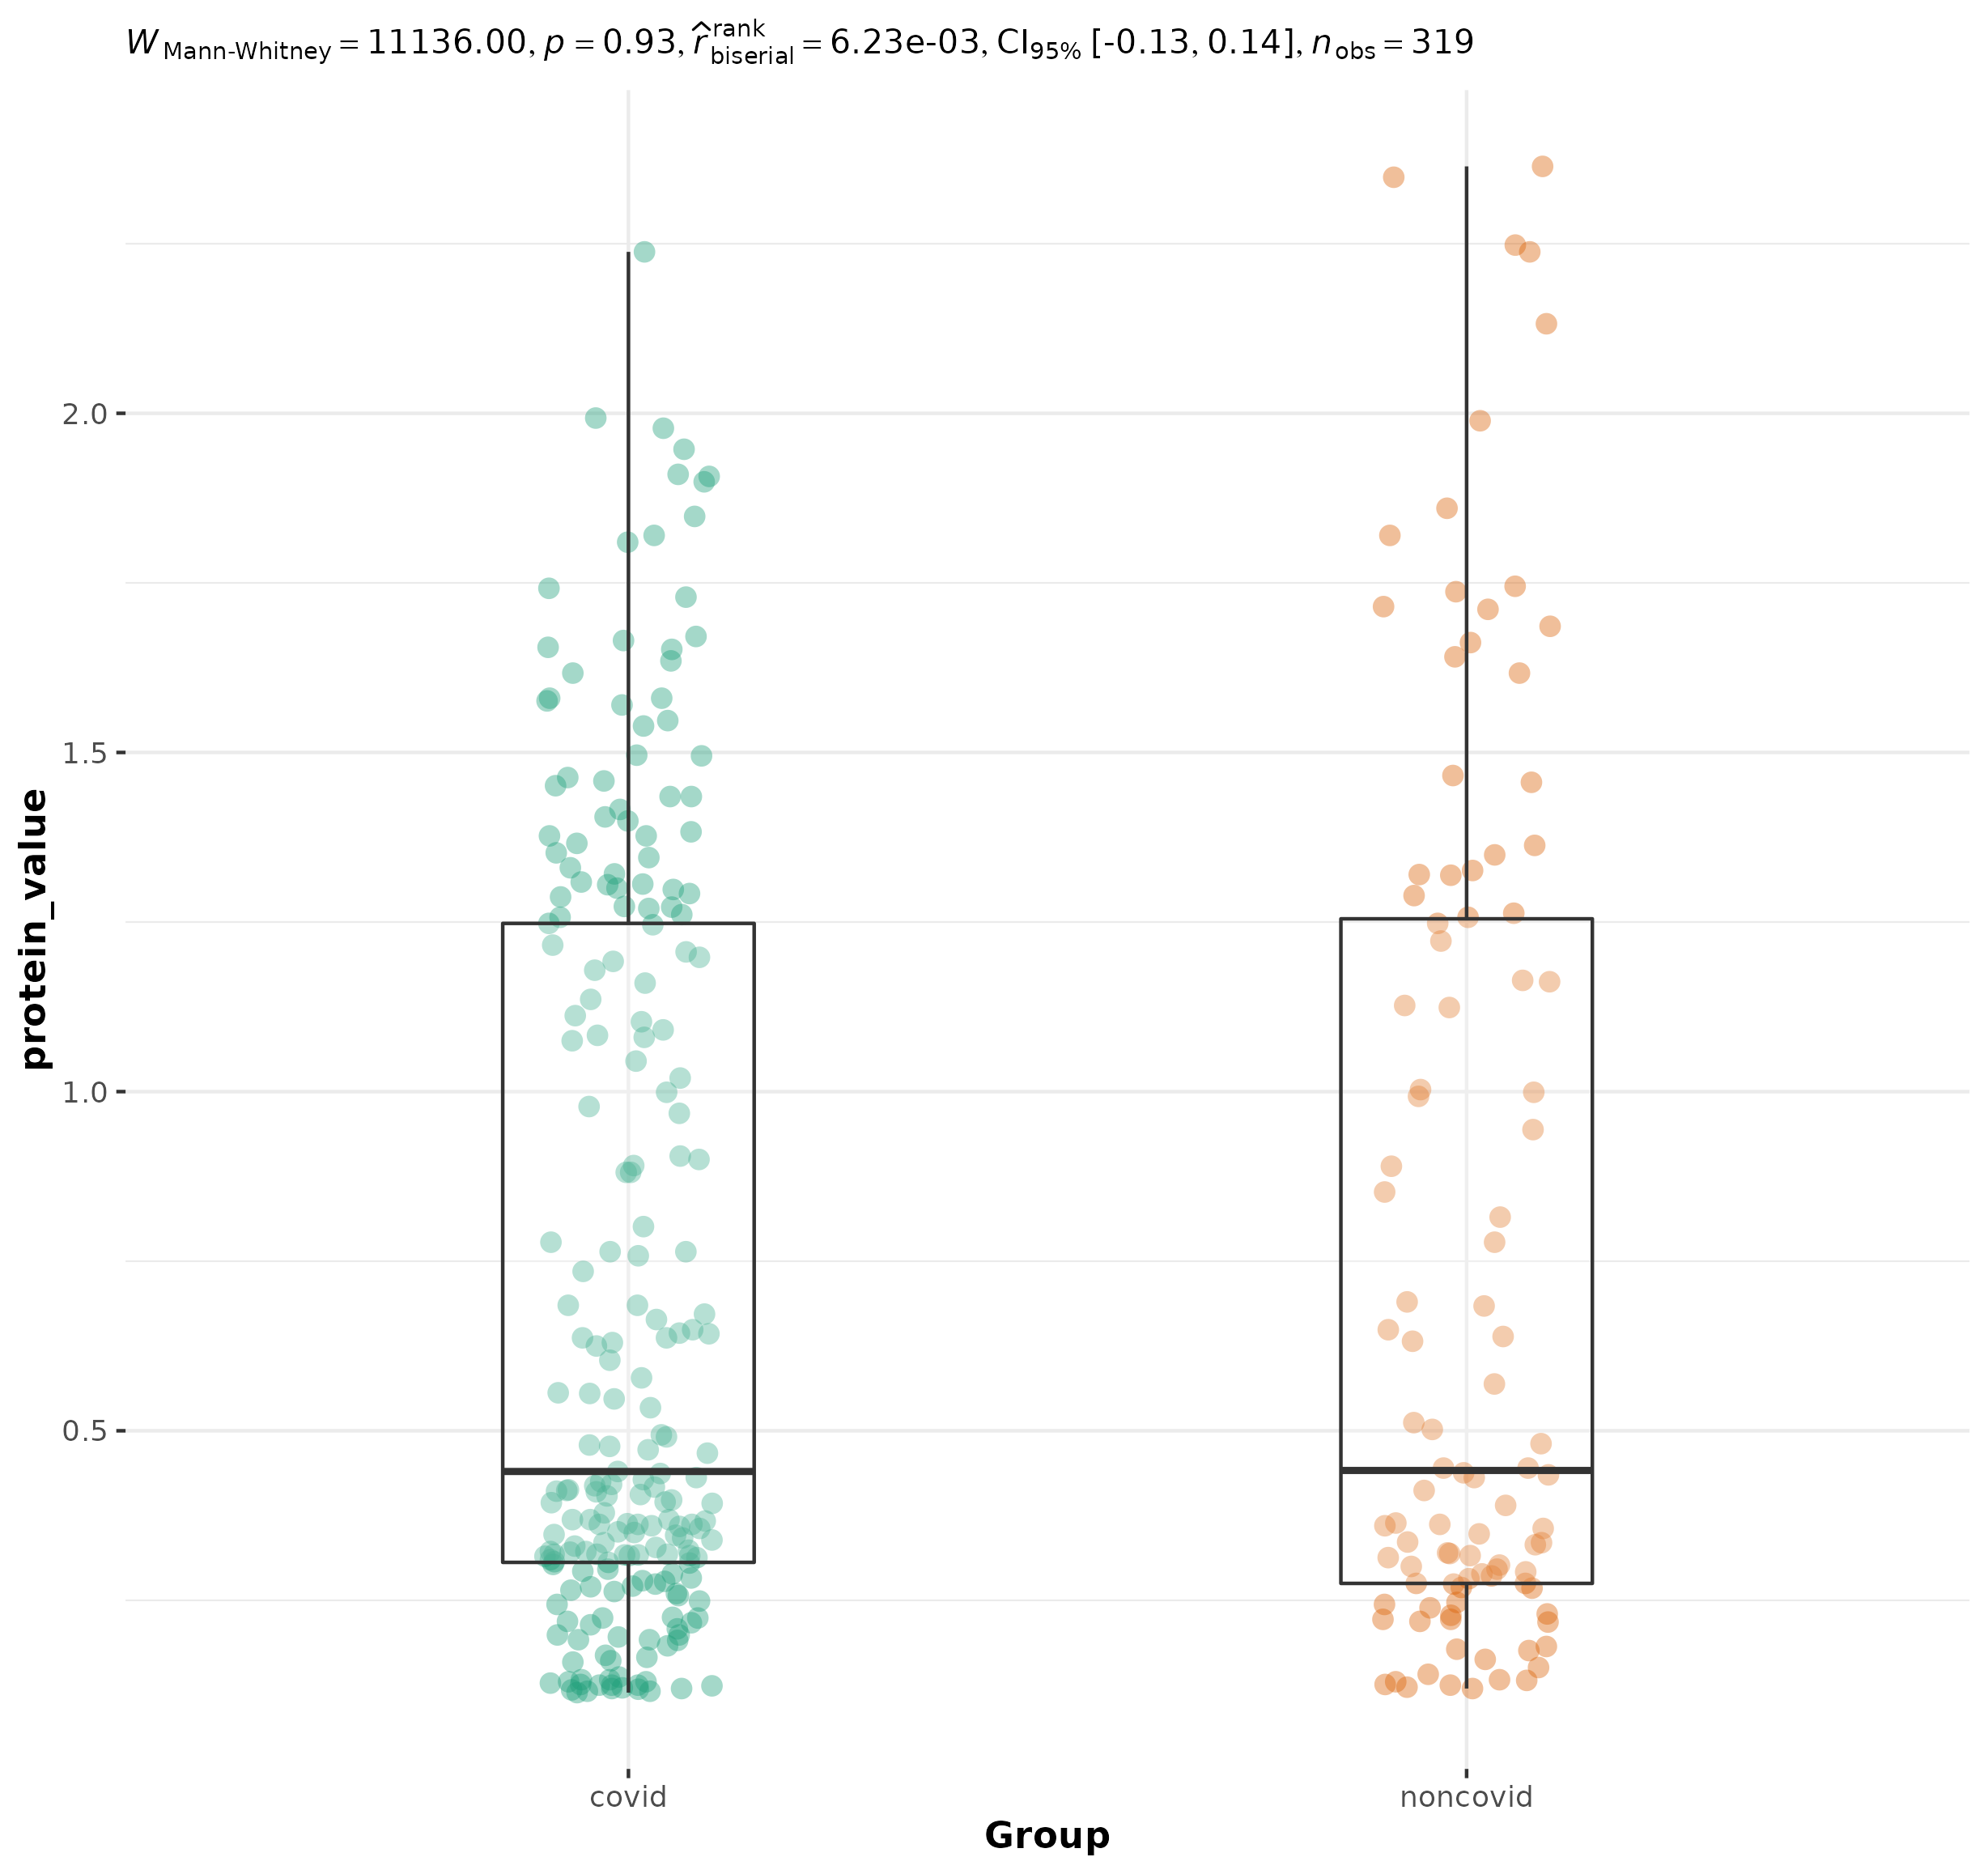 W Mann-Whitney = 11136.00, p = 0.93, r̂ rank biserial = 6.23e-03, CI95% [-0.13, 0.14], n obs = 319
protein_value
2.0
1.5
1.0
0.5
covid noncovid
Group